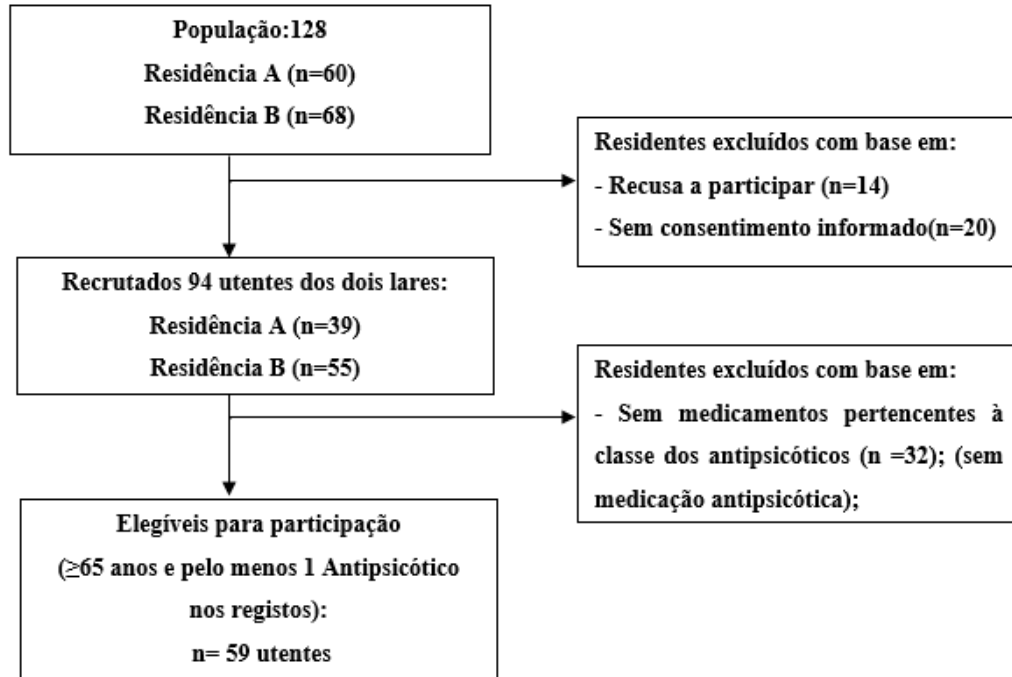 População:128
Residência A (n=60)
Residência B (n=68)
Residentes excluídos com base em:
- Recusa a participar (n=14)
- Sem consentimento informado(n=20)
Recrutados 94 utentes dos dois lares:
Residência A (n=39)
Residência B (n=55)
Residentes excluídos com base em:
- Sem medicamentos pertencentes à
classe dos antipsicóticos (n =32); (sem
medicação antipsicótica);
Elegíveis para participação
(≥65 anos e pelo menos 1 Antipsicótico
nos registos):
n= 59 utentes